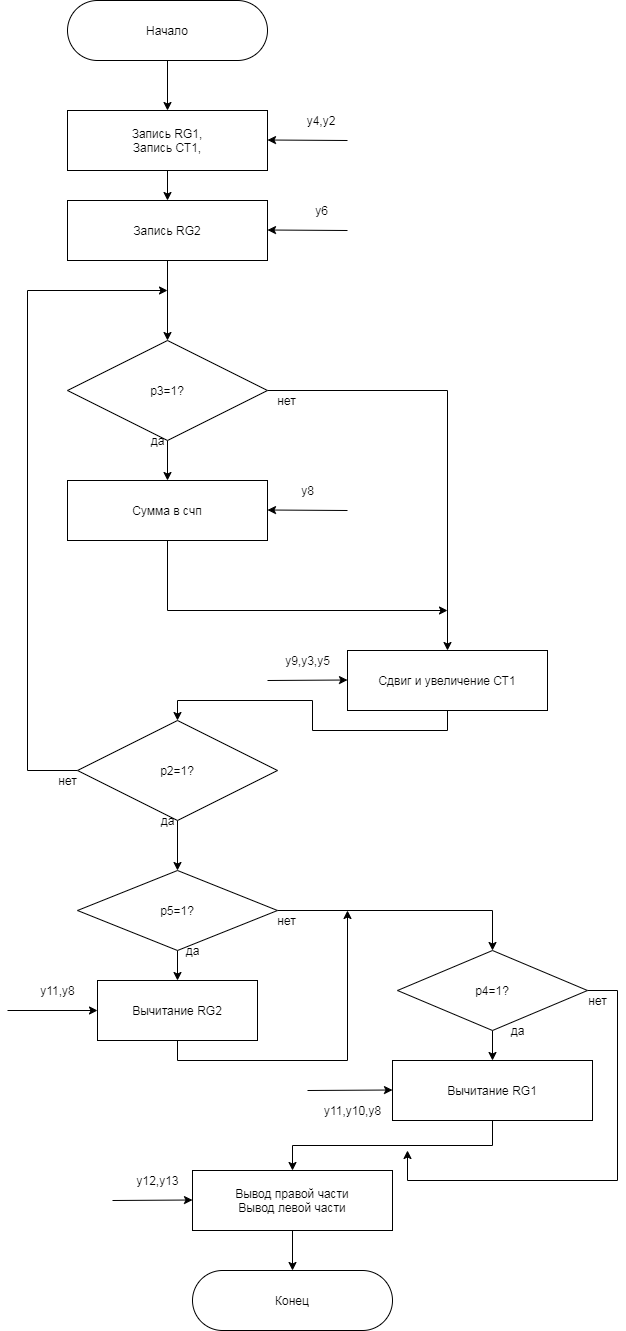 Начало
Запись RG1,
Запись CT1,
y4,y2
Запись RG2
y6
p3=1?
нет
да
Сумма в счп
y8
y9,y3,y5
Сдвиг и увеличение CT1
p2=1?
нет
да
p5=1?
нет
да
y11,y8
Вычитание RG2
p4=1?
нет
да
Вычитание RG1
y11,y10,y8
y12,y13
Вывод правой части
Вывод левой части
Конец